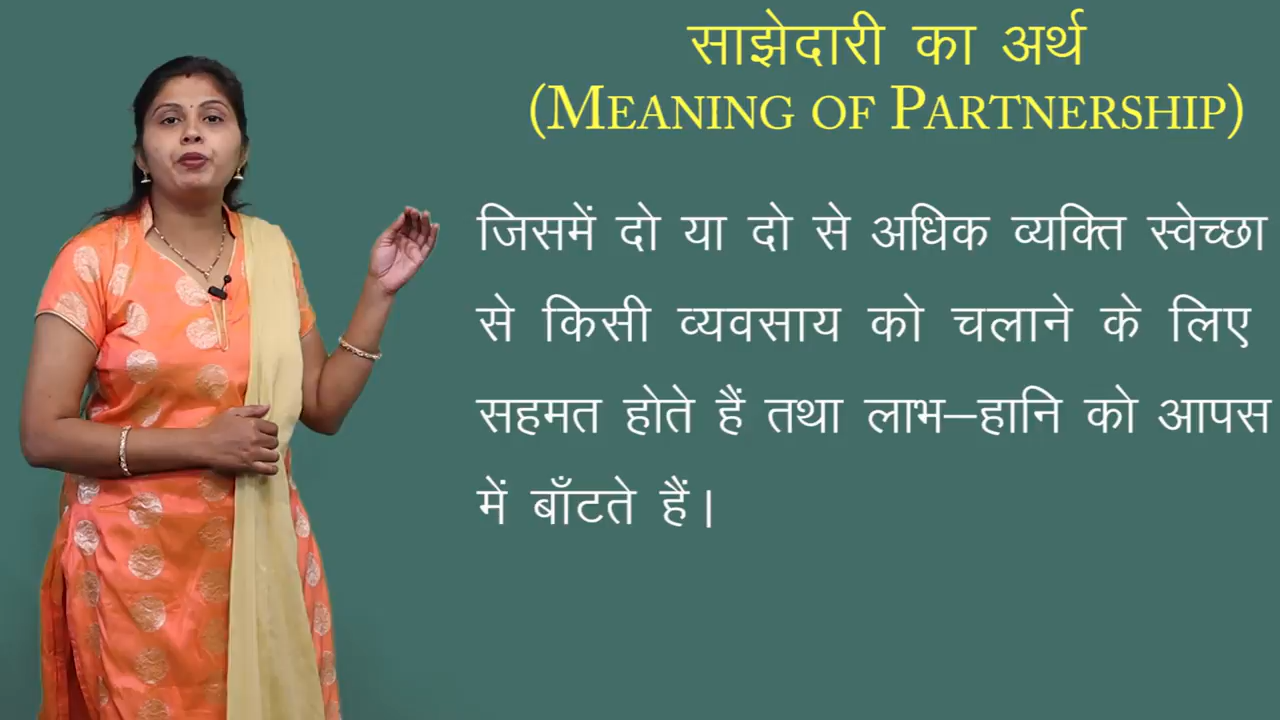 साझेदारी का अर्थ
(MEANING OF PARTNERSHIP)
जिसमें दो या दो से अधिक व्यक्ति स्वेच्छा
से किसी व्यवसाय को चलाने के लिए
सहमत होते हैं तथा लाभ–हानि को आपस
में बाँटते हैं।